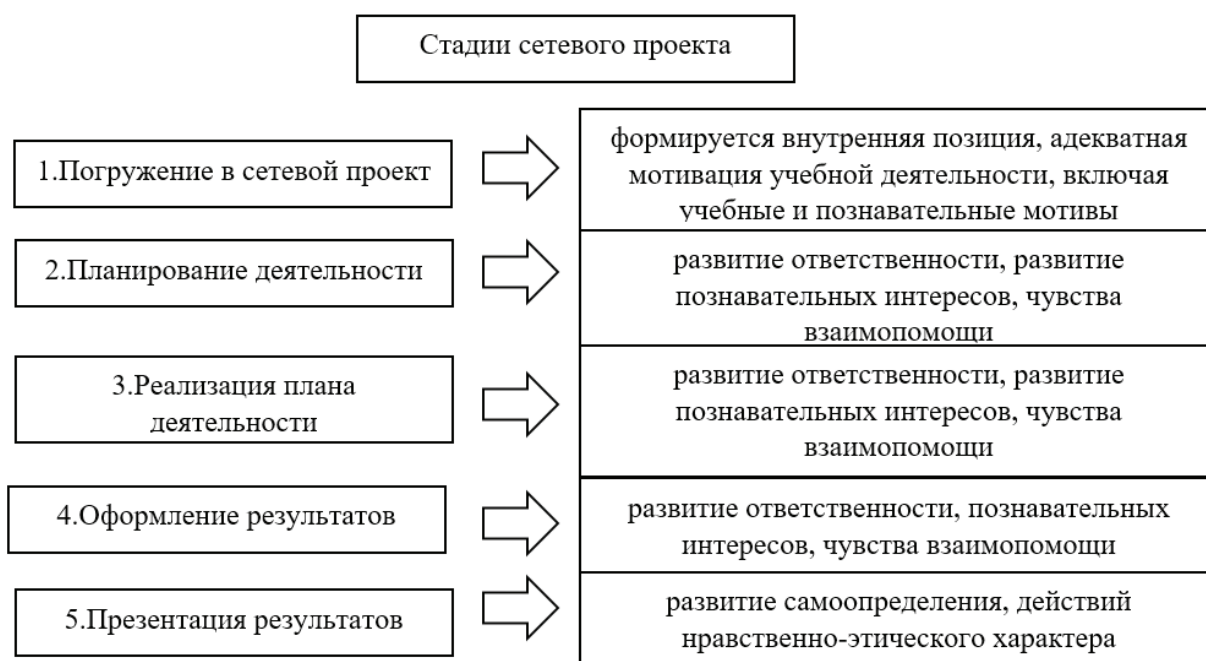 Стадии сетевого проекта
1.Погружение в сетевой проект
формируется внутренняя позиция, адекватная
мотивация учебной деятельности, включая
учебные и познавательные мотивы
2.Планирование деятельности
развитие ответственности, развитие
познавательных интересов, чувства
взаимопомощи
3.Реализация плана
деятельности
развитие ответственности, развитие
познавательных интересов, чувства
взаимопомощи
4.Оформление результатов
развитие ответственности, познавательных
интересов, чувства взаимопомощи
5.Презентация результатов
развитие самоопределения, действий
нравственно-этического характера